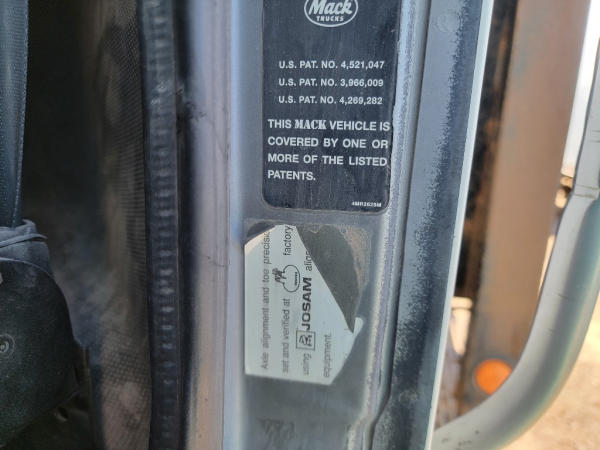 Mack
TRUCKS
U.S. PAT. NO. 4,521,047
U.S. PAT. NO. 3,966,009
U.S. PAT. NO. 4,269,282
THIS MACK VEHICLE IS
COVERED BY ONE OR
MORE OF THE LISTED
PATENTS.
4MR2625M
Axle alignment and toe precisic
set and verified at factory
using JOSAM align
equipment.